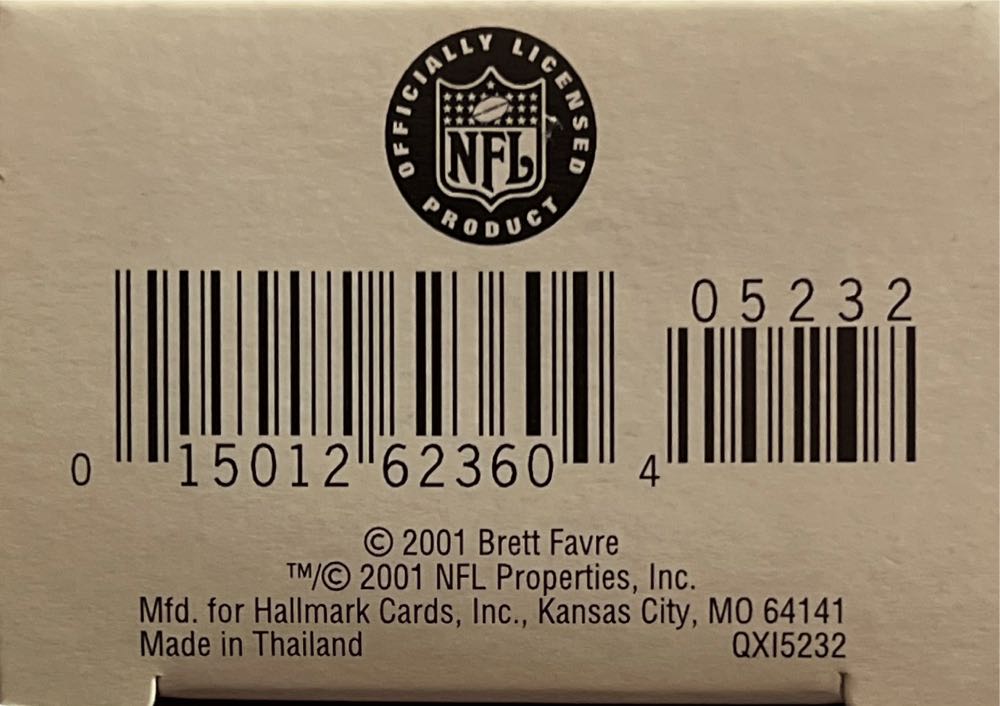 OFFICIALLY LICENSED
NFL
PRODUCT
05232
0 15012 62360 4
© 2001 Brett Favre
TM/© 2001 NFL Properties, Inc.
Mfd. for Hallmark Cards, Inc., Kansas City, MO 64141
Made in Thailand QXI5232